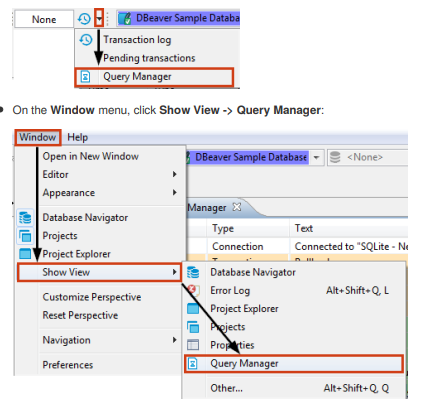 None
DBeaver Sample Databa
Transaction log
Pending transactions
Query Manager
• On the Window menu, click Show View -> Query Manager:
Window Help
Open in New Window
Editor
Appearance
Database Navigator
Projects
Project Explorer
Show View
Customize Perspective
Reset Perspective
Navigation
Preferences
DBeaver Sample Database
<None>
Manager
Type Text
Connection Connected to "SQLite - Ne
Database Navigator
Error Log Alt+Shift+Q, L
Project Explorer
Projects
Properties
Query Manager
Other... Alt+Shift+Q, Q